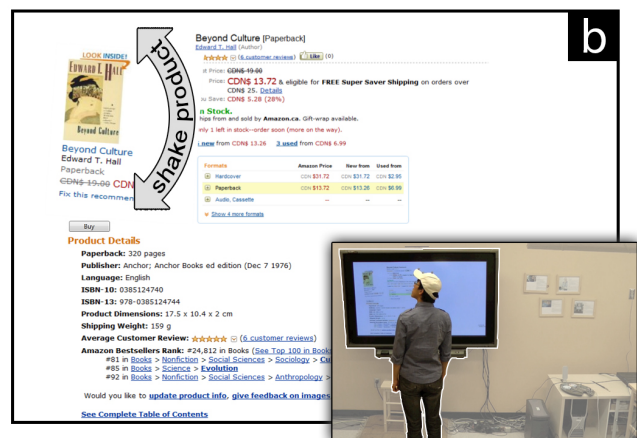 b
Beyond Culture [Paperback]
Edward T. Hall (Author)
(6 customer reviews) Like (0)
LOOK INSIDE!
EDWARD T. HALL
Beyond Culture
shake product
st Price: CDN$ 19.00
Price: CDN$ 13.72 & eligible for FREE Super Saver Shipping on orders over
CDN$ 25. Details
ou Save: CDN$ 5.28 (28%)
n Stock.
hips from and sold by Amazon.ca. Gift-wrap available.
only 1 left in stock--order soon (more on the way).
new from CDN$ 13.26 3 used from CDN$ 6.99
Beyond Culture
Edward T. Hall
Paperback
CDN$ 19.00 CDN
Fix this recommen
Formats Amazon Price New from Used from
Hardcover CDN $31.72 CDN $31.72 CDN $2.95
Paperback CDN $13.72 CDN $13.26 CDN $6.99
Audio, Cassette -- -- --
Show 4 more formats
Buy
Product Details
Paperback: 320 pages
Publisher: Anchor; Anchor Books ed edition (Dec 7 1976)
Language: English
ISBN-10: 0385124740
ISBN-13: 978-0385124744
Product Dimensions: 17.5 x 10.4 x 2 cm
Shipping Weight: 159 g
Average Customer Review: (6 customer reviews)
Amazon Bestsellers Rank: #24,812 in Books (See Top 100 in Book
#81 in Books > Nonfiction > Social Sciences > Sociology > Cu
#85 in Books > Science > Evolution
#92 in Books > Nonfiction > Social Sciences > Anthropology >
Would you like to update product info, give feedback on images
See Complete Table of Contents